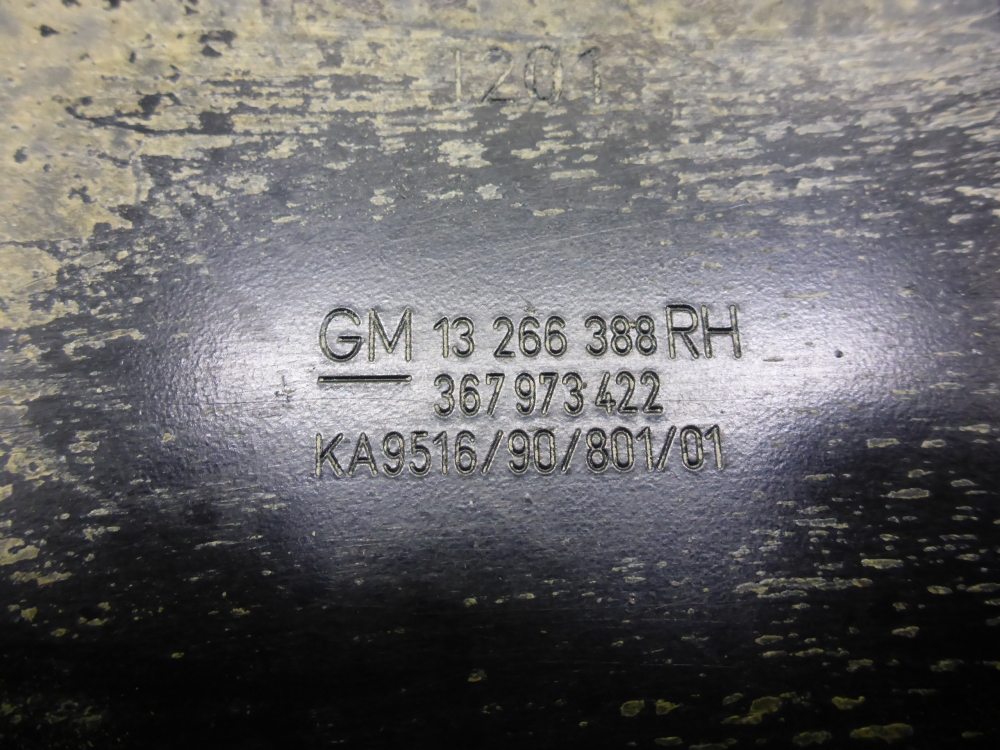 1201
GM 13 266 388 RH
367 973 422
KA9516/90/801/01